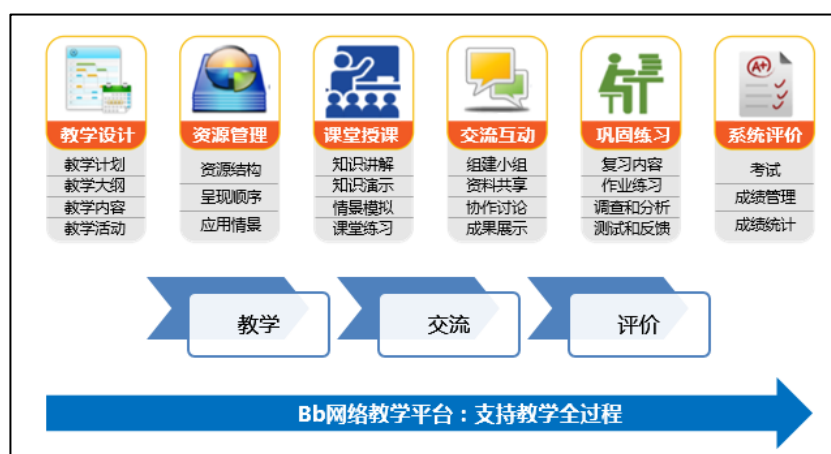 A+
教学设计
教学计划
教学大纲
教学内容
教学活动
资源管理
资源结构
呈现顺序
应用情景
课堂授课
知识讲解
知识演示
情景模拟
课堂练习
交流互动
组建小组
资料共享
协作讨论
成果展示
巩固练习
复习内容
作业练习
调查和分析
测试和反馈
系统评价
考试
成绩管理
成绩统计
教学
交流
评价
Bb网络教学平台：支持教学全过程